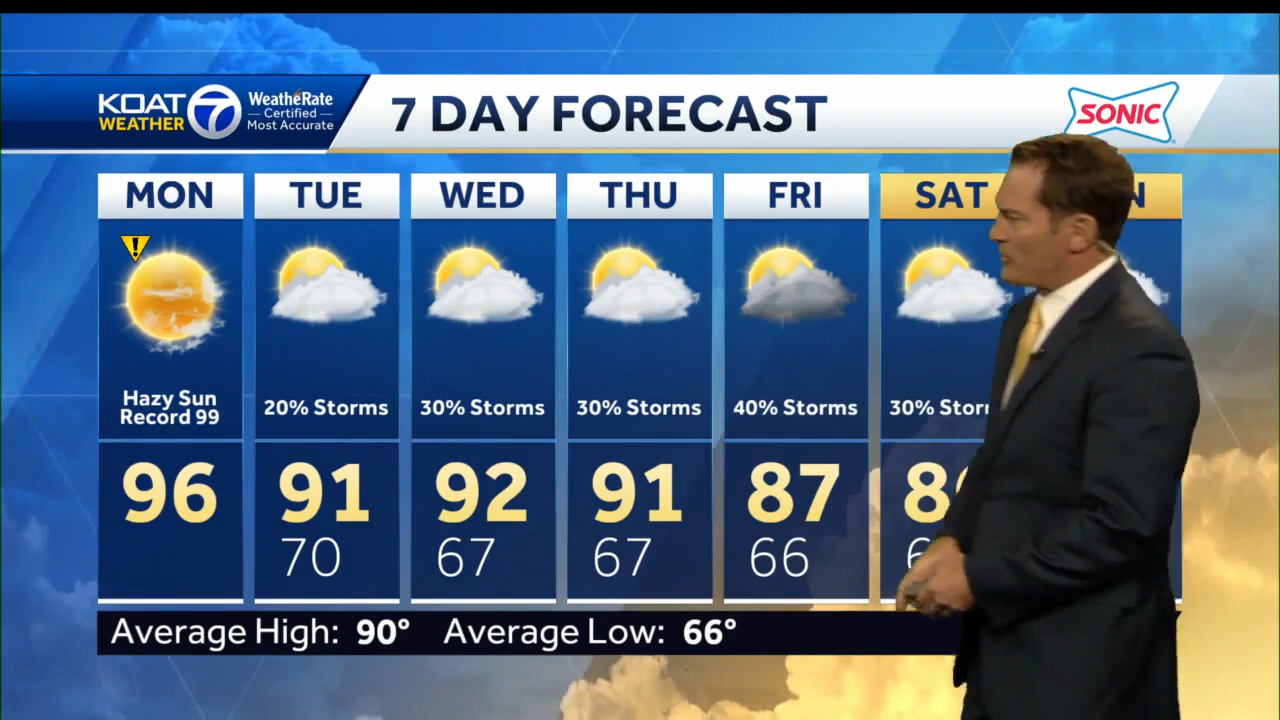 KOAT
WEATHER
7
WeatheRate
Certified
Most Accurate
7 DAY FORECAST
SONIC
MON
TUE
WED
THU
FRI
SAT
Hazy Sun
Record 99
20% Storms
30% Storms
30% Storms
40% Storms
30%
96
91
92
91
87
70
67
67
66
Average High: 90° Average Low: 66°